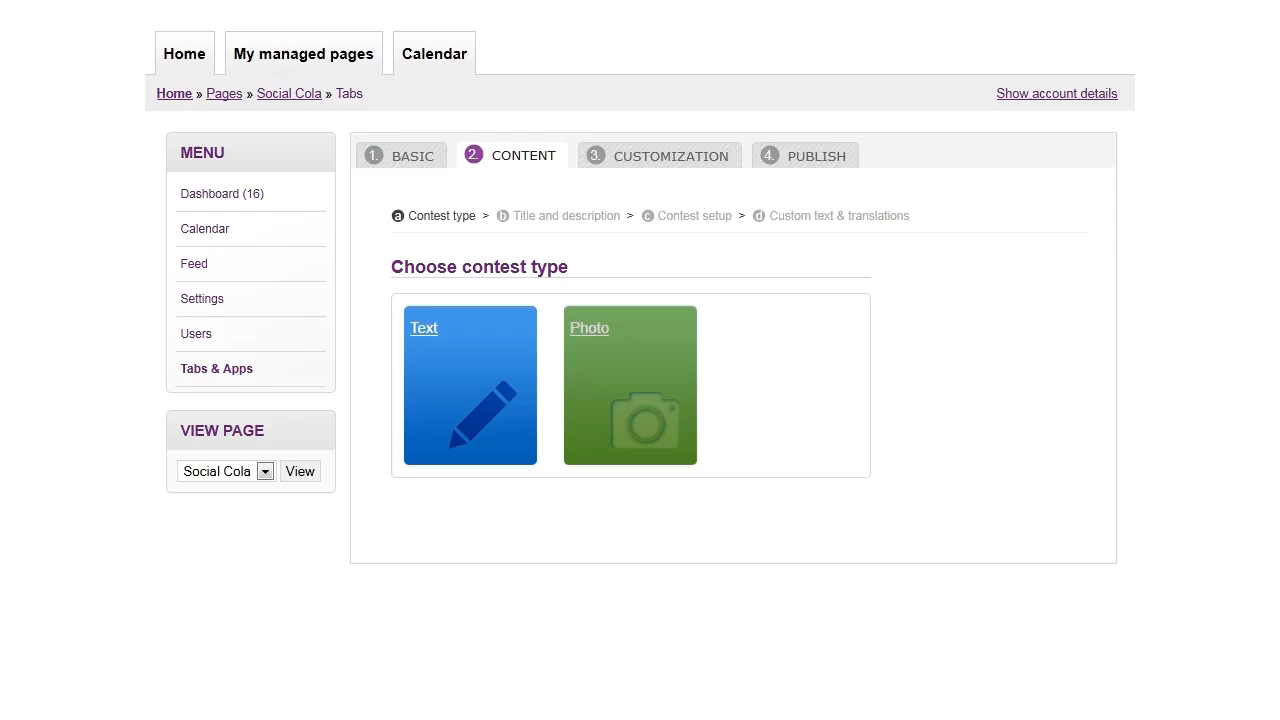 Home My managed pages Calendar
Home » Pages » Social Cola » Tabs Show account details
MENU
Dashboard (16)
Calendar
Feed
Settings
Users
Tabs & Apps
VIEW PAGE
Social Cola View
1. BASIC 2. CONTENT 3. CUSTOMIZATION 4. PUBLISH
a Contest type > b Title and description > c Contest setup > d Custom text & translations
Choose contest type
Text Photo